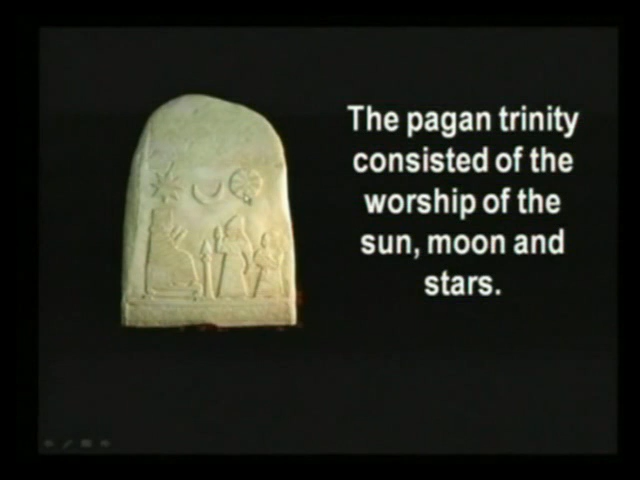 The pagan trinity
consisted of the
worship of the
sun, moon and
stars.